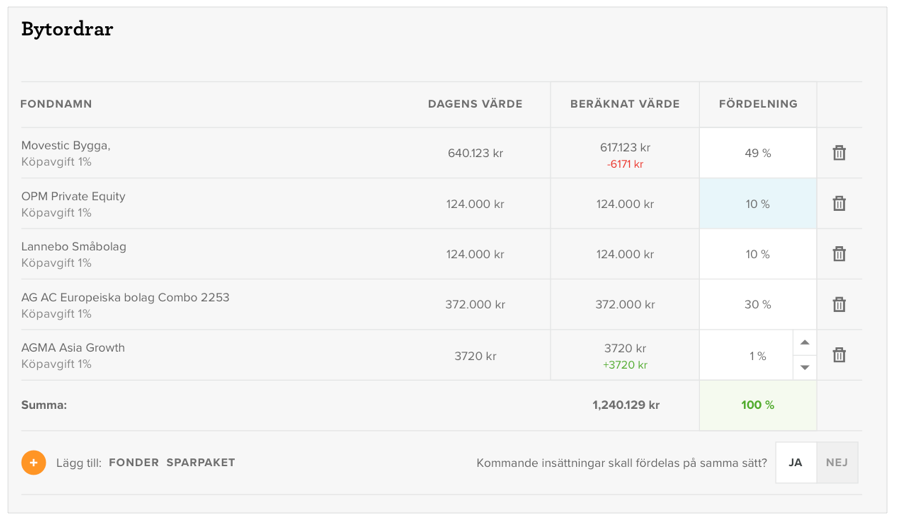 Bytordrar
FONDNAMN DAGENS VÄRDE BERÄKNAT VÄRDE FÖRDELNING
Movestic Bygga,
Köpavgift 1%
640.123 kr
617.123 kr
-6171 kr
49 %
OPM Private Equity
Köpavgift 1%
124.000 kr
124.000 kr
10 %
Lannebo Småbolag
Köpavgift 1%
124.000 kr
124.000 kr
10 %
AG AC Europeiska bolag Combo 2253
Köpavgift 1%
372.000 kr
372.000 kr
30 %
AGMA Asia Growth
Köpavgift 1%
3720 kr
3720 kr
+3720 kr
1 %
Summa: 1,240.129 kr 100 %
Lägg till: FONDER SPARPAKET Kommande insättningar skall fördelas på samma sätt? JA NEJ